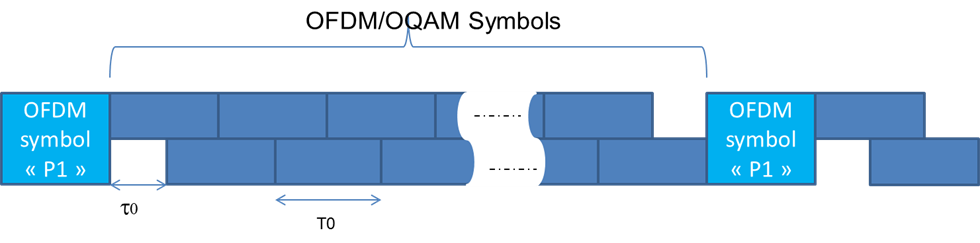 OFDM/OQAM Symbols
OFDM
symbol
« P1 »
OFDM
symbol
« P1 »
τ0
T0